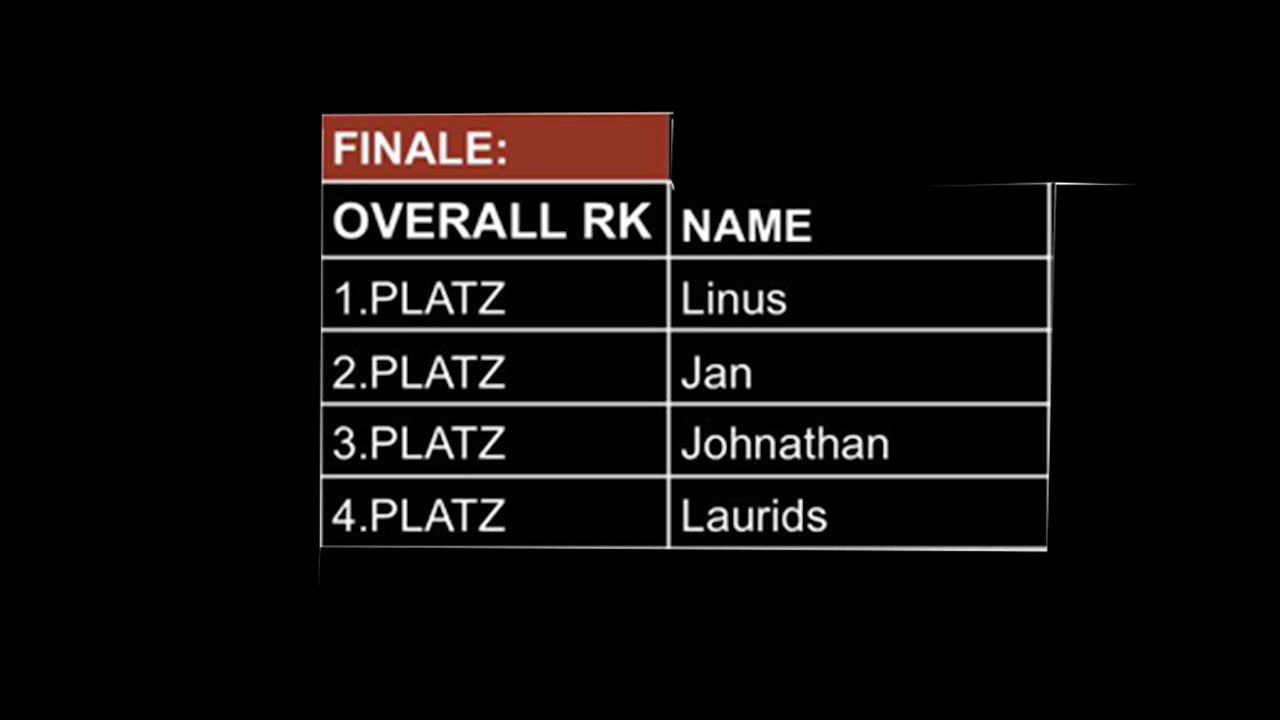 FINALE:
OVERALL RK NAME
1.PLATZ Linus
2.PLATZ Jan
3.PLATZ Johnathan
4.PLATZ Laurids